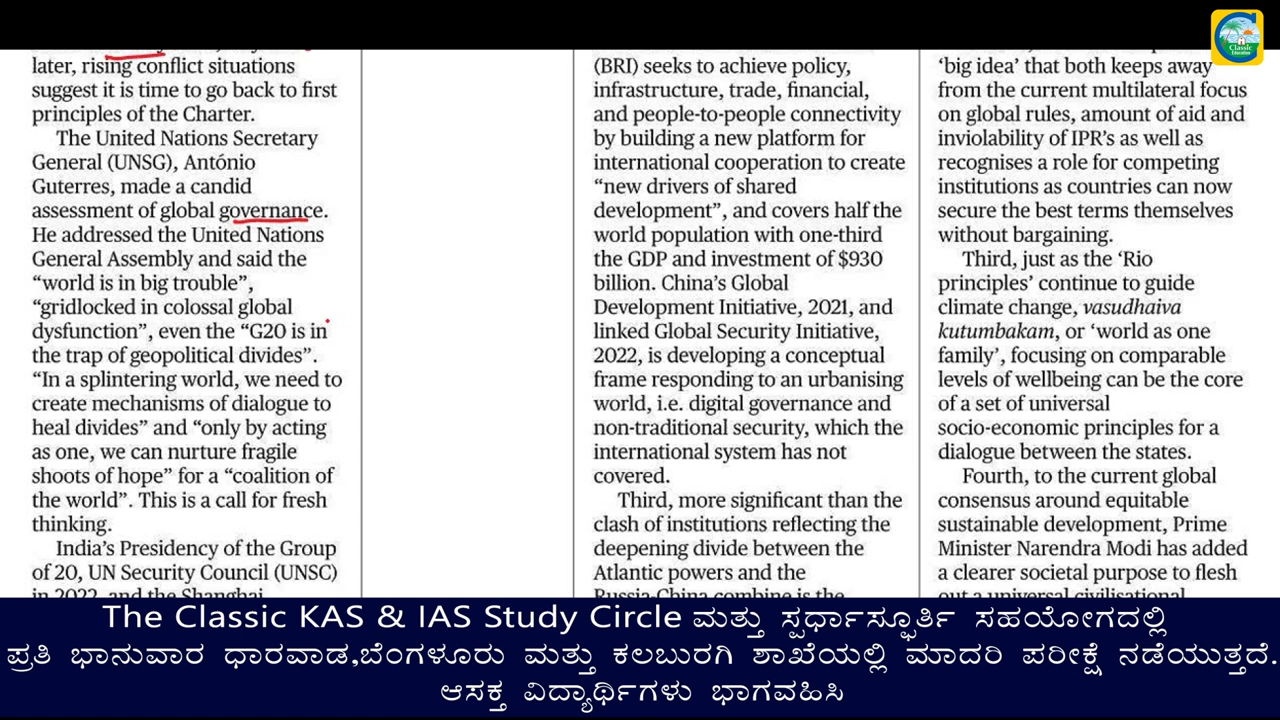 later, rising conflict situations
suggest it is time to go back to first
principles of the Charter.
The United Nations Secretary
General (UNSG), António
Guterres, made a candid
assessment of global governance.
He addressed the United Nations
General Assembly and said the
“world is in big trouble”,
“gridlocked in colossal global
dysfunction”, even the “G20 is in
the trap of geopolitical divides”.
“In a splintering world, we need to
create mechanisms of dialogue to
heal divides” and “only by acting
as one, we can nurture fragile
shoots of hope” for a “coalition of
the world”. This is a call for fresh
thinking.
India’s Presidency of the Group
of 20, UN Security Council (UNSC)
in 2022, and the Shanghai
(BRI) seeks to achieve policy,
infrastructure, trade, financial,
and people-to-people connectivity
by building a new platform for
international cooperation to create
“new drivers of shared
development”, and covers half the
world population with one-third
the GDP and investment of $930
billion. China’s Global
Development Initiative, 2021, and
linked Global Security Initiative,
2022, is developing a conceptual
frame responding to an urbanising
world, i.e. digital governance and
non-traditional security, which the
international system has not
covered.
Third, more significant than the
clash of institutions reflecting the
deepening divide between the
Atlantic powers and the
Russia-China combine is the
‘big idea’ that both keeps away
from the current multilateral focus
on global rules, amount of aid and
inviolability of IPR’s as well as
recognises a role for competing
institutions as countries can now
secure the best terms themselves
without bargaining.
Third, just as the ‘Rio
principles’ continue to guide
climate change, vasudhaiva
kutumbakam, or ‘world as one
family’, focusing on comparable
levels of wellbeing can be the core
of a set of universal
socio-economic principles for a
dialogue between the states.
Fourth, to the current global
consensus around equitable
sustainable development, Prime
Minister Narendra Modi has added
a clearer societal purpose to flesh
out a universal civilisational
Classic
Education
The Classic KAS & IAS Study Circle ಮತ್ತು ಸ್ಪರ್ಧಾಸ್ಫೂರ್ತಿ ಸಹಯೋಗದಲ್ಲಿ
ಪ್ರತಿ ಭಾನುವಾರ ಧಾರವಾಡ,ಬೆಂಗಳೂರು ಮತ್ತು ಕಲಬುರಗಿ ಶಾಖೆಯಲ್ಲಿ ಮಾದರಿ ಪರೀಕ್ಷೆ ನಡೆಯುತ್ತದೆ.
ಆಸಕ್ತ ವಿದ್ಯಾರ್ಥಿಗಳು ಭಾಗವಹಿಸಿ